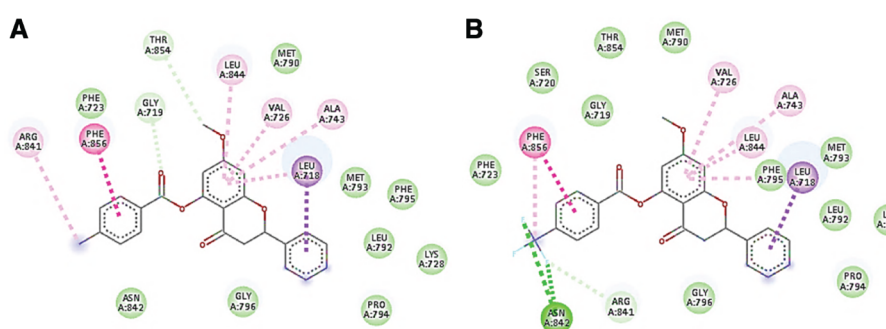 A
THR
A:854
MET
A:790
LEU
A:844
PHE
A:723
GLY
A:719
VAL
A:726
ALA
A:743
ARG
A:841
PHE
A:856
LEU
A:718
MET
A:793
PHE
A:795
O
O
O
O
O
LEU
A:792
LYS
A:728
ASN
A:842
GLY
A:796
PRO
A:794
B
THR
A:854
MET
A:790
SER
A:720
VAL
A:726
GLY
A:719
ALA
A:743
PHE
A:856
LEU
A:844
MET
A:793
PHE
A:723
PHE
A:795
LEU
A:718
O
O
O
O
O
LEU
A:792
PRO
A:794
ASN
A:842
ARG
A:841
GLY
A:796